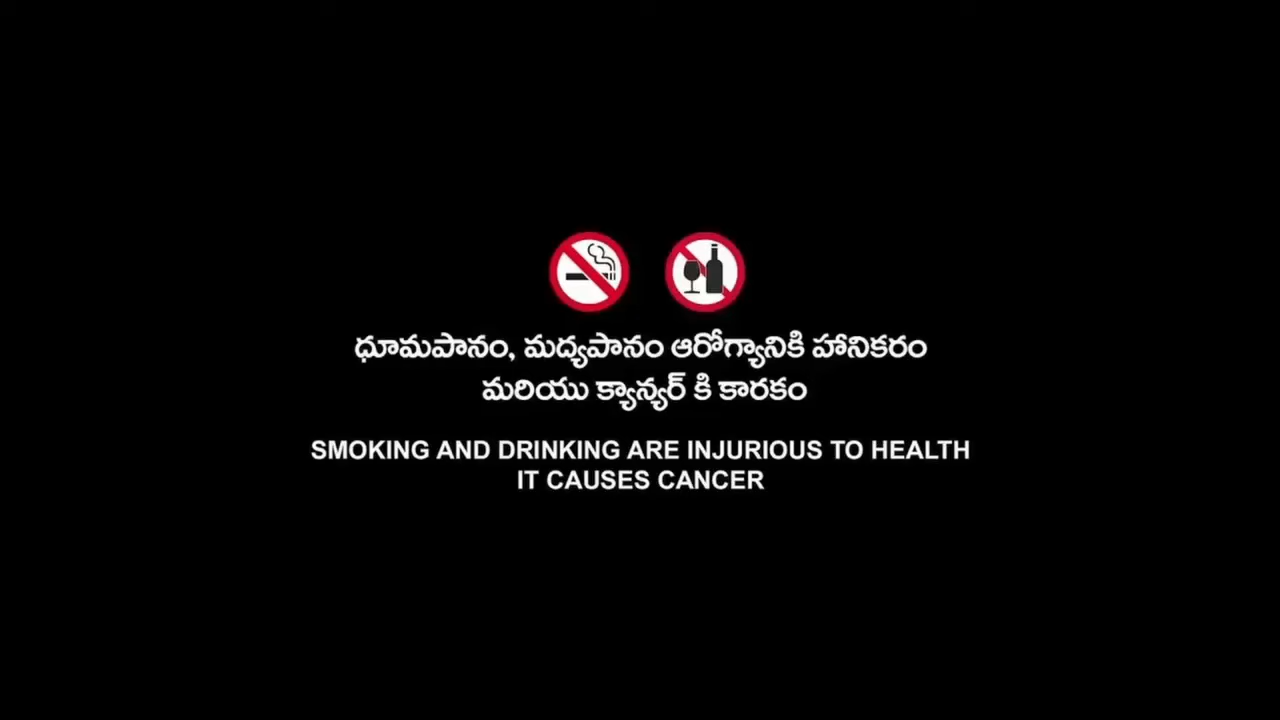 ధూమపానం, మద్యపానం ఆరోగ్యానికి హానికరం
మరియు క్యాన్సర్ కి కారకం
SMOKING AND DRINKING ARE INJURIOUS TO HEALTH
IT CAUSES CANCER